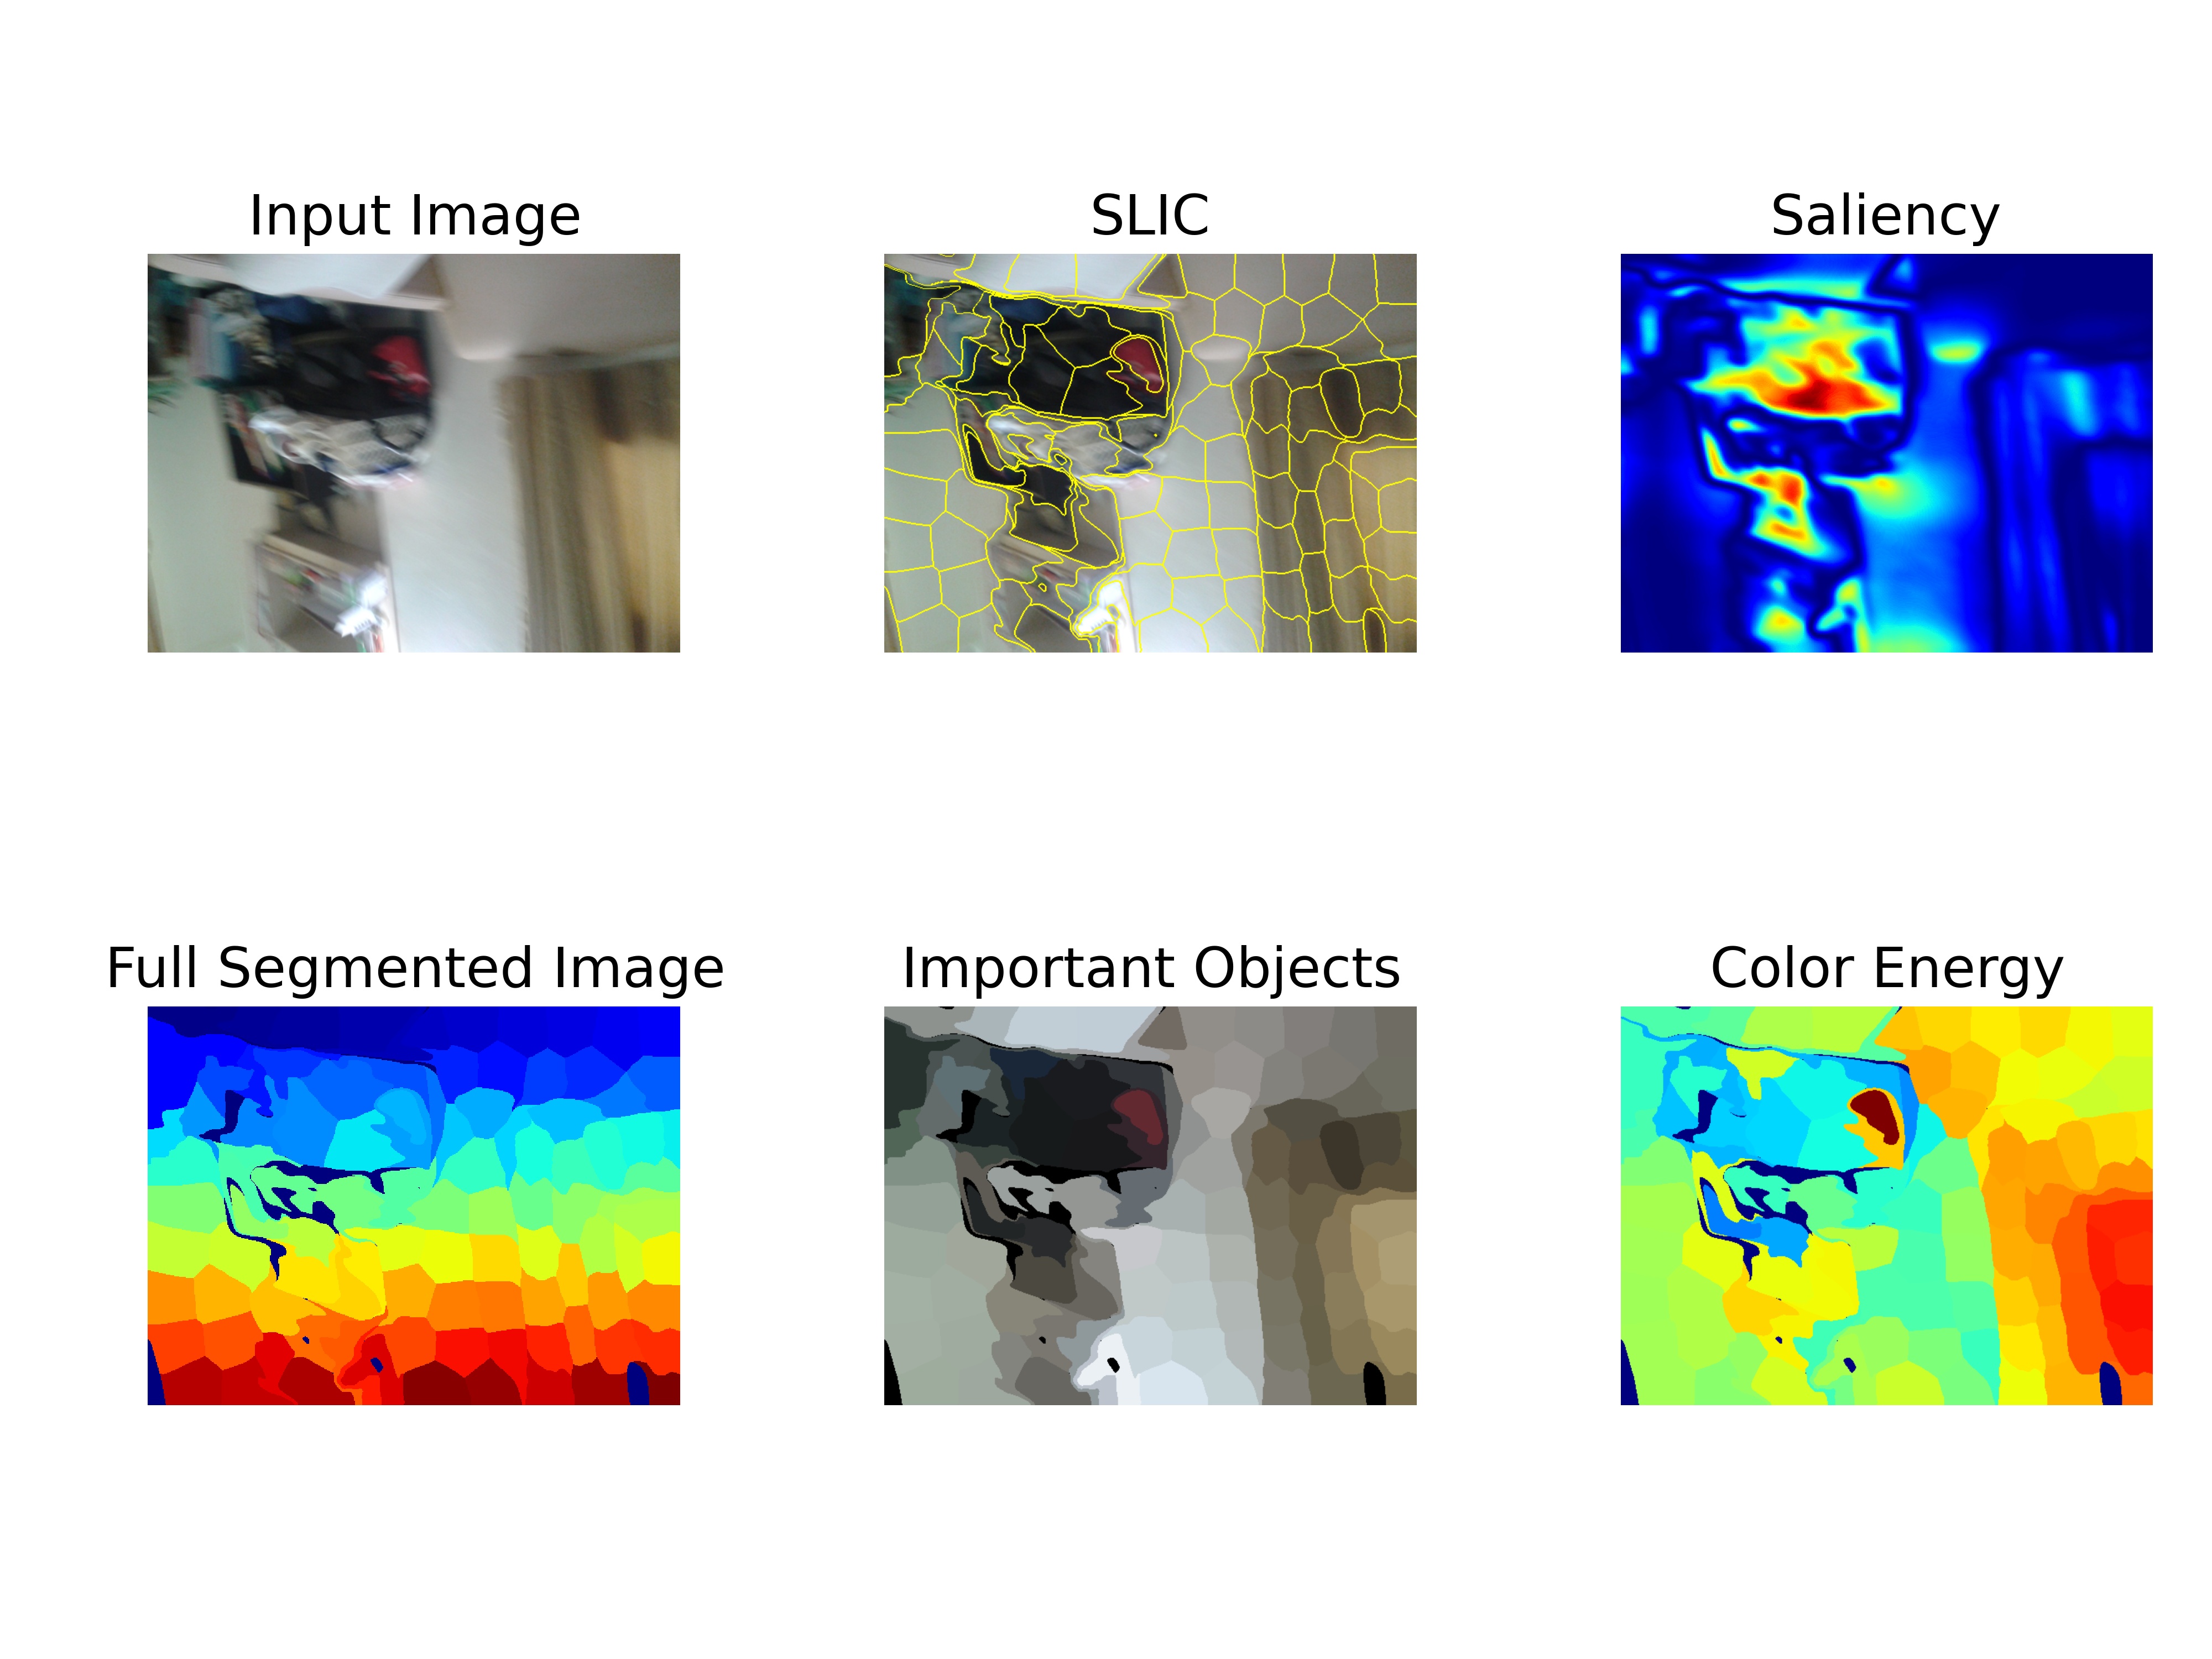 Input Image
SLIC
Saliency
Full Segmented Image
Important Objects
Color Energy